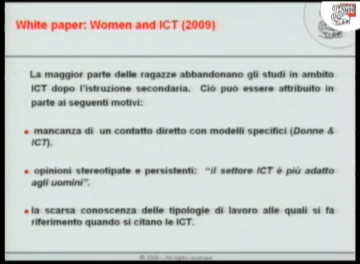 White paper: Women and ICT (2009)
La maggior parte delle ragazze abbandonano gli studi in ambito
ICT dopo l'istruzione secondaria. Ciò può essere attribuito in
parte ai seguenti motivi:
• mancanza di un contatto diretto con modelli specifici (Donne &
ICT).
• opinioni stereotipate e persistenti: "il settore ICT è più adatto
agli uomini".
• la scarsa conoscenza delle tipologie di lavoro alle quali si fa
riferimento quando si citano le ICT.
All rights reserved